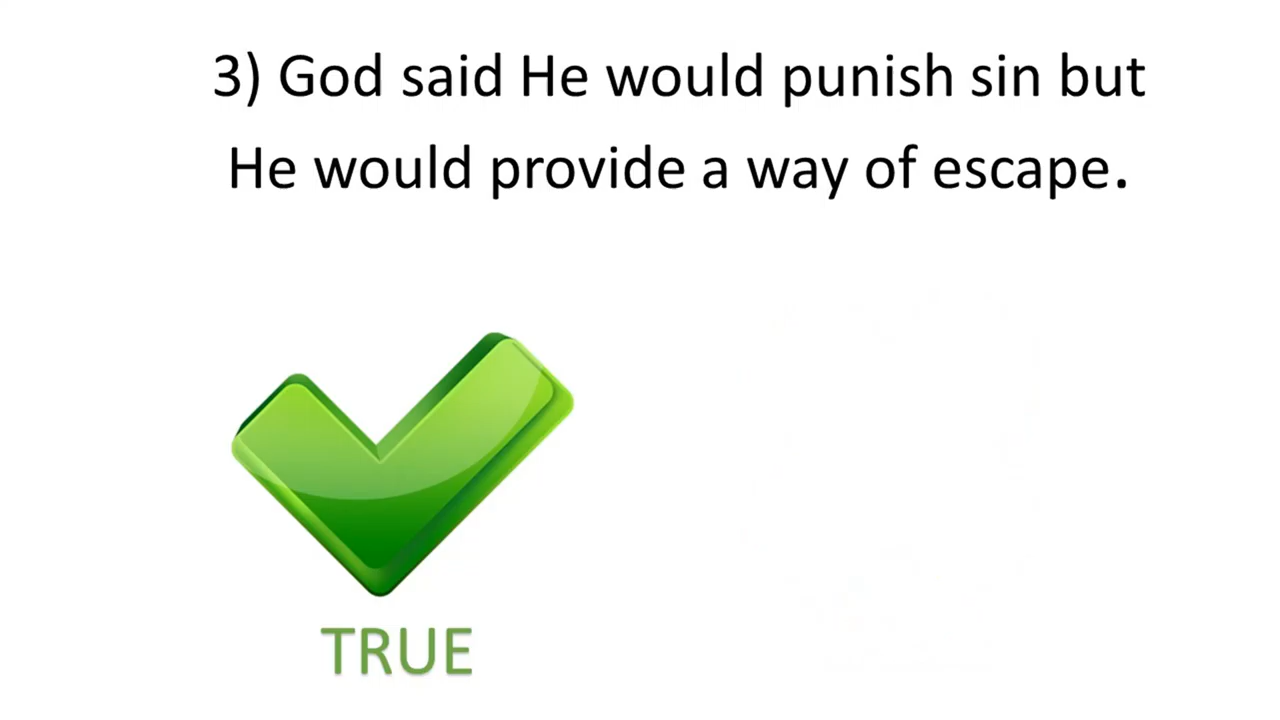 3) God said He would punish sin but
He would provide a way of escape.
TRUE